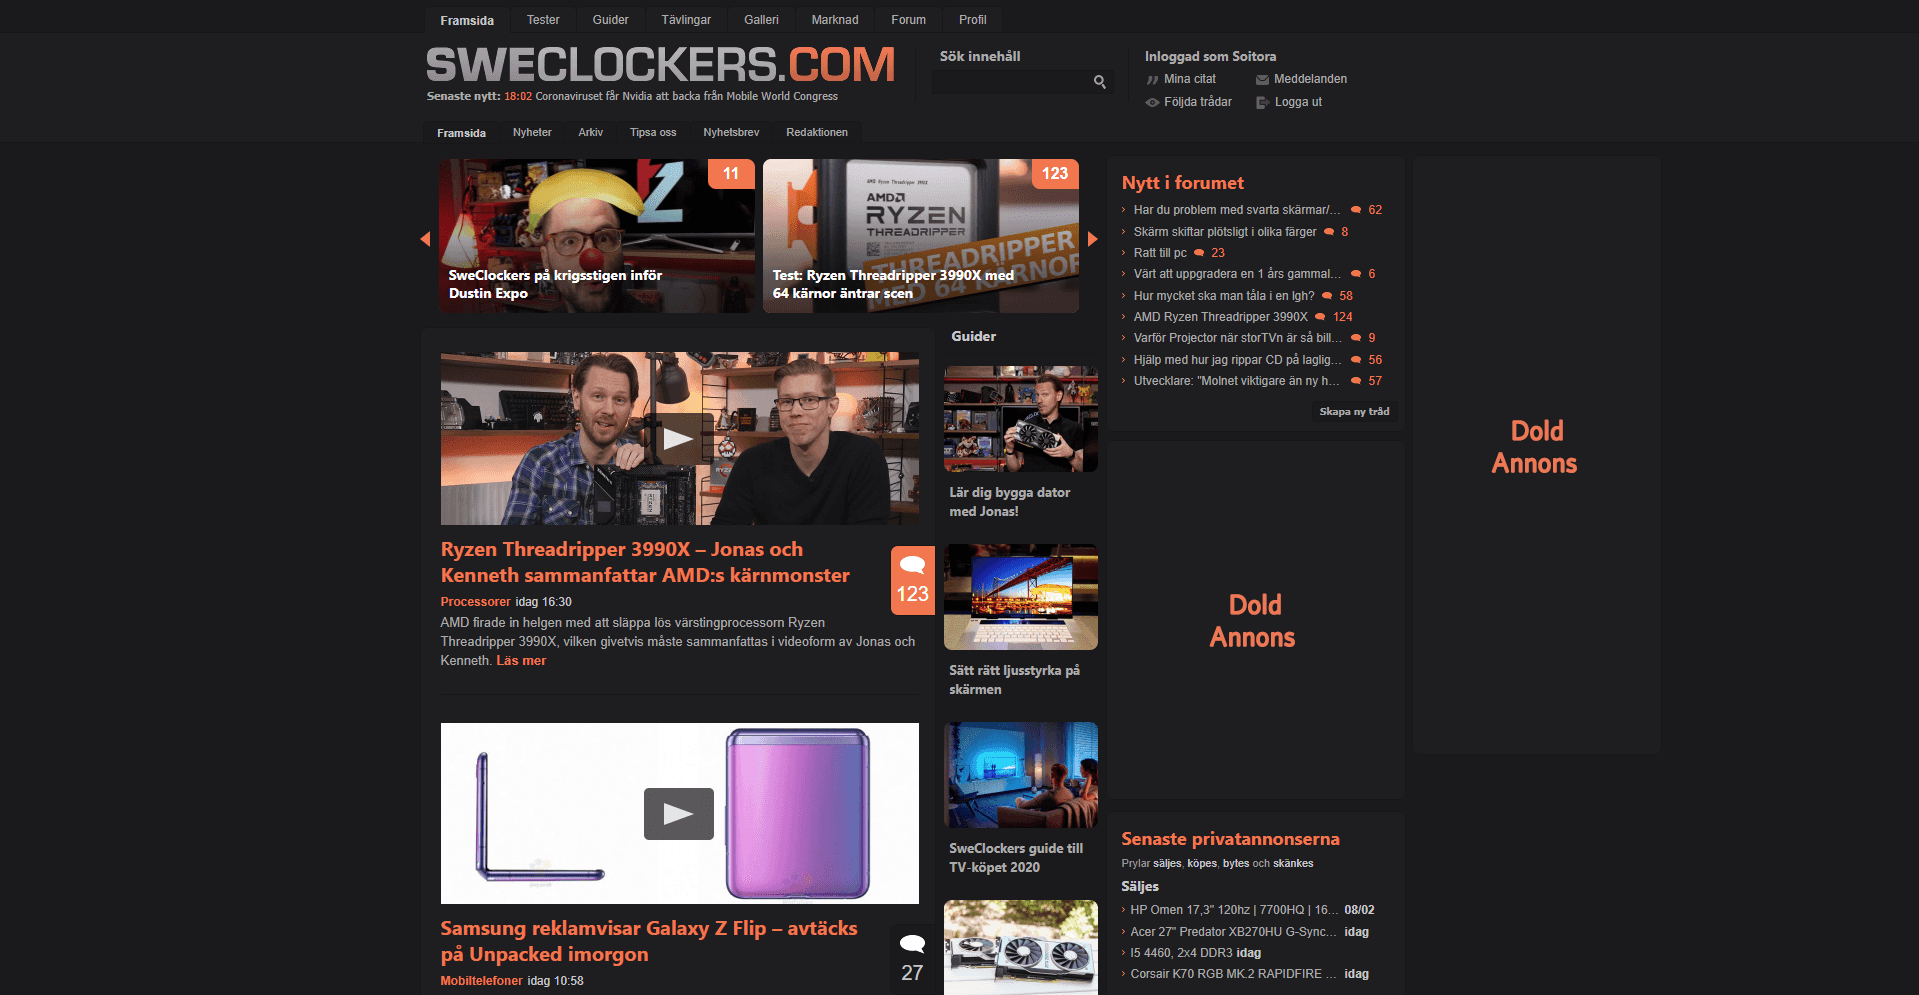 Framsida Tester Guider Tävlingar Galleri Marknad Forum Profil
SWECLOCKERS.COM
Senaste nytt: 18:02 Coronaviruset får Nvidia att backa från Mobile World Congress
Sök innehåll
Inloggad som Soitora
Mina citat Meddelanden
Följda trådar Logga ut
Framsida Nyheter Arkiv Tipsa oss Nyhetsbrev Redaktionen
11
SweClockers på krigsstigen inför
Dustin Expo
123
AMD Ryzen Threadripper 3990X
AMD
RYZEN
THREADRIPPER
THREADRIPPER
MED 64 KÄRNOR
Test: Ryzen Threadripper 3990X med
64 kärnor äntrar scen
Ryzen Threadripper 3990X – Jonas och
Kenneth sammanfattar AMD:s kärnmonster
123
Processorer idag 16:30
AMD firade in helgen med att släppa lös värstingprocessorn Ryzen
Threadripper 3990X, vilken givetvis måste sammanfattas i videoform av Jonas och
Kenneth. Läs mer
Samsung reklamvisar Galaxy Z Flip – avtäcks
på Unpacked imorgon
27
Mobiltelefoner idag 10:58
Guider
Lär dig bygga dator
med Jonas!
Sätt rätt ljusstyrka på
skärmen
SweClockers guide till
TV-köpet 2020
Nytt i forumet
Har du problem med svarta skärmar/... 62
Skärm skiftar plötsligt i olika färger 8
Ratt till pc 23
Värt att uppgradera en 1 års gammal... 6
Hur mycket ska man tåla i en lgh? 58
AMD Ryzen Threadripper 3990X 124
Varför Projector när storTVn är så bill... 9
Hjälp med hur jag rippar CD på laglig... 56
Utvecklare: "Molnet viktigare än ny h... 57
Skapa ny tråd
Dold
Annons
Senaste privatannonserna
Prylar säljes, köpes, bytes och skänkes
Säljes
HP Omen 17,3" 120hz | 7700HQ | 16... 08/02
Acer 27" Predator XB270HU G-Sync... idag
I5 4460, 2x4 DDR3 idag
Corsair K70 RGB MK.2 RAPIDFIRE ... idag
Dold
Annons